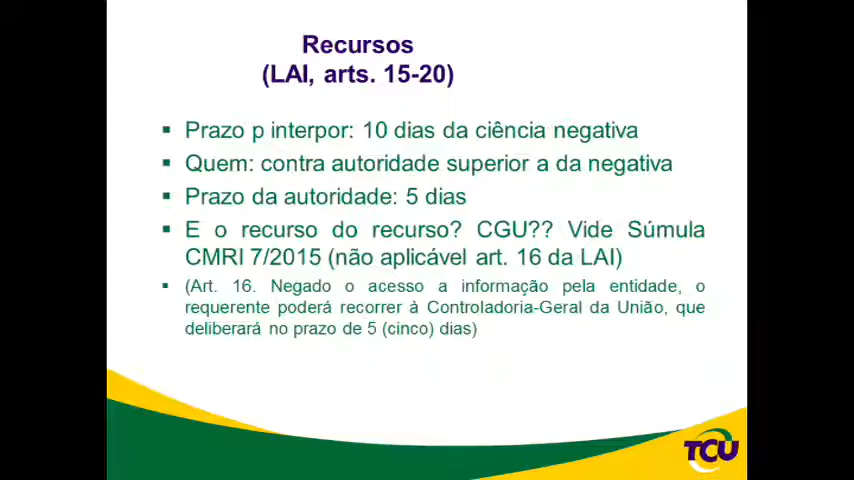 Recursos
(LAI, arts. 15-20)
▪ Prazo p interpor: 10 dias da ciência negativa
▪ Quem: contra autoridade superior a da negativa
▪ Prazo da autoridade: 5 dias
▪ E o recurso do recurso? CGU?? Vide Súmula
CMRI 7/2015 (não aplicável art. 16 da LAI)
▪ (Art. 16. Negado o acesso a informação pela entidade, o
requerente poderá recorrer à Controladoria-Geral da União, que
deliberará no prazo de 5 (cinco) dias)
TCU